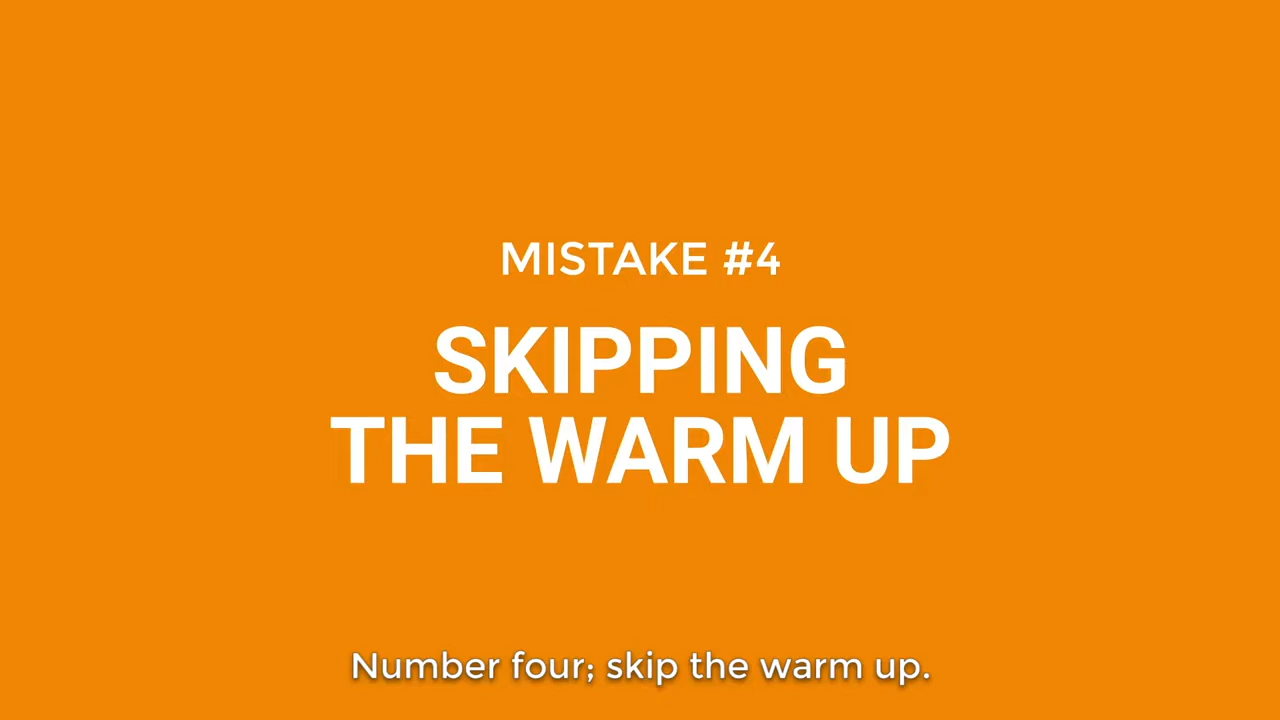 MISTAKE #4
SKIPPING
THE WARM UP
Number four; skip the warm up.